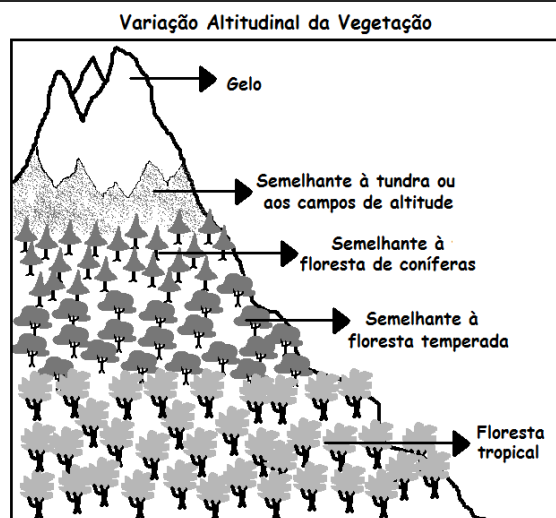 Variação Altitudinal da Vegetação
Gelo
Semelhante à tundra ou
aos campos de altitude
Semelhante à
floresta de coníferas
Semelhante à
floresta temperada
Floresta
tropical